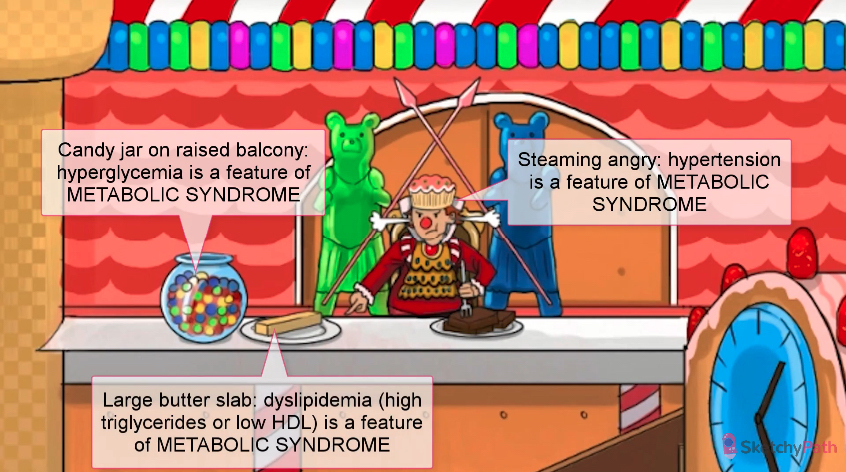 Candy jar on raised balcony:
hyperglycemia is a feature of
METABOLIC SYNDROME
Steaming angry: hypertension
is a feature of METABOLIC
SYNDROME
Large butter slab: dyslipidemia (high
triglycerides or low HDL) is a feature
of METABOLIC SYNDROME
SketchyPath